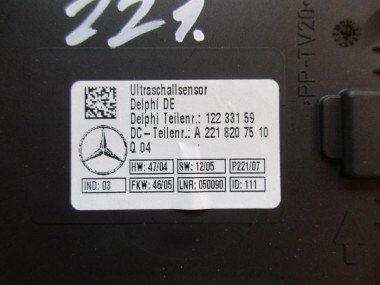 221.
>PP-TV20<
Ultraschallsensor
Delphi DE
Delphi Teilenr.: 122 331 59
DC-Teilenr.: A 221 820 75 10
Q 04
HW: 47/04 SW: 12/05 P221/07
IND: 03 FKW: 46/05 LNR: 050090 ID: 111